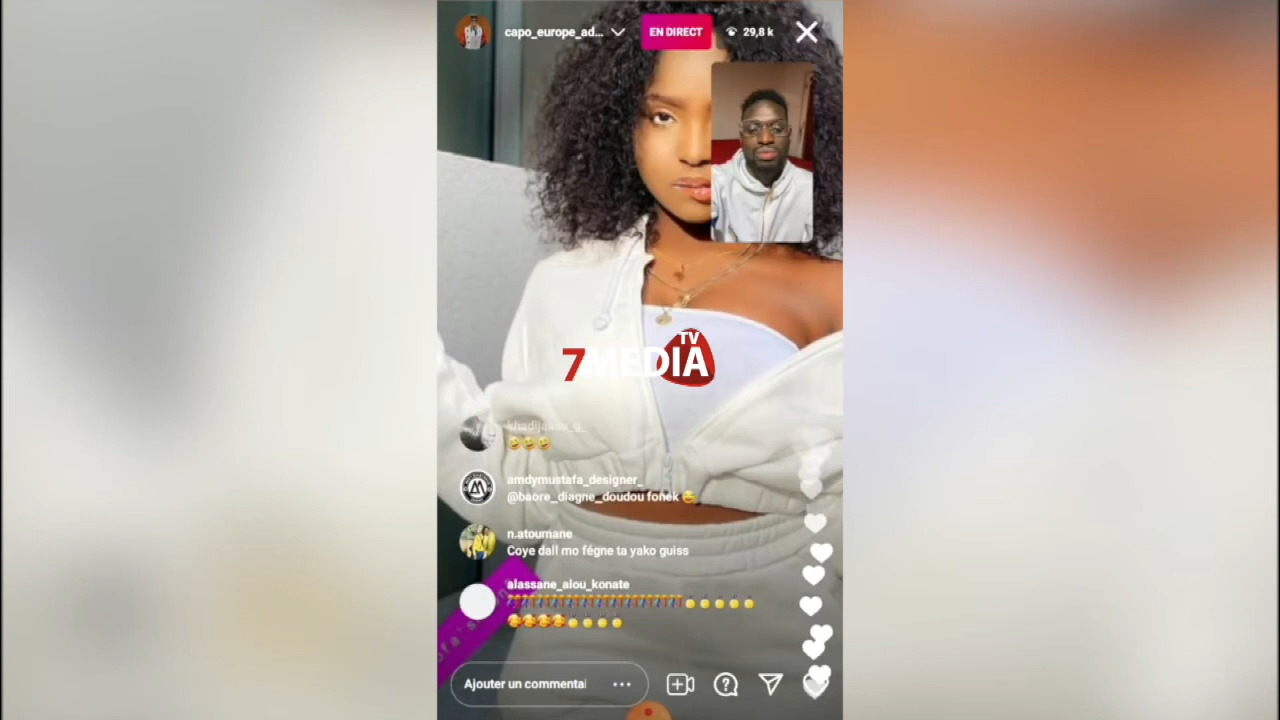 capo_europe_ad...
EN DIRECT
29,8 k
TV
7MEDIA
khadijaaaa_g_
amdymustafa_designer_
@baore_diagne_doudou fonek
n.atoumane
Coye dall mo fégne ta yako guiss
alassane_alou_konate
Ajouter un commentai